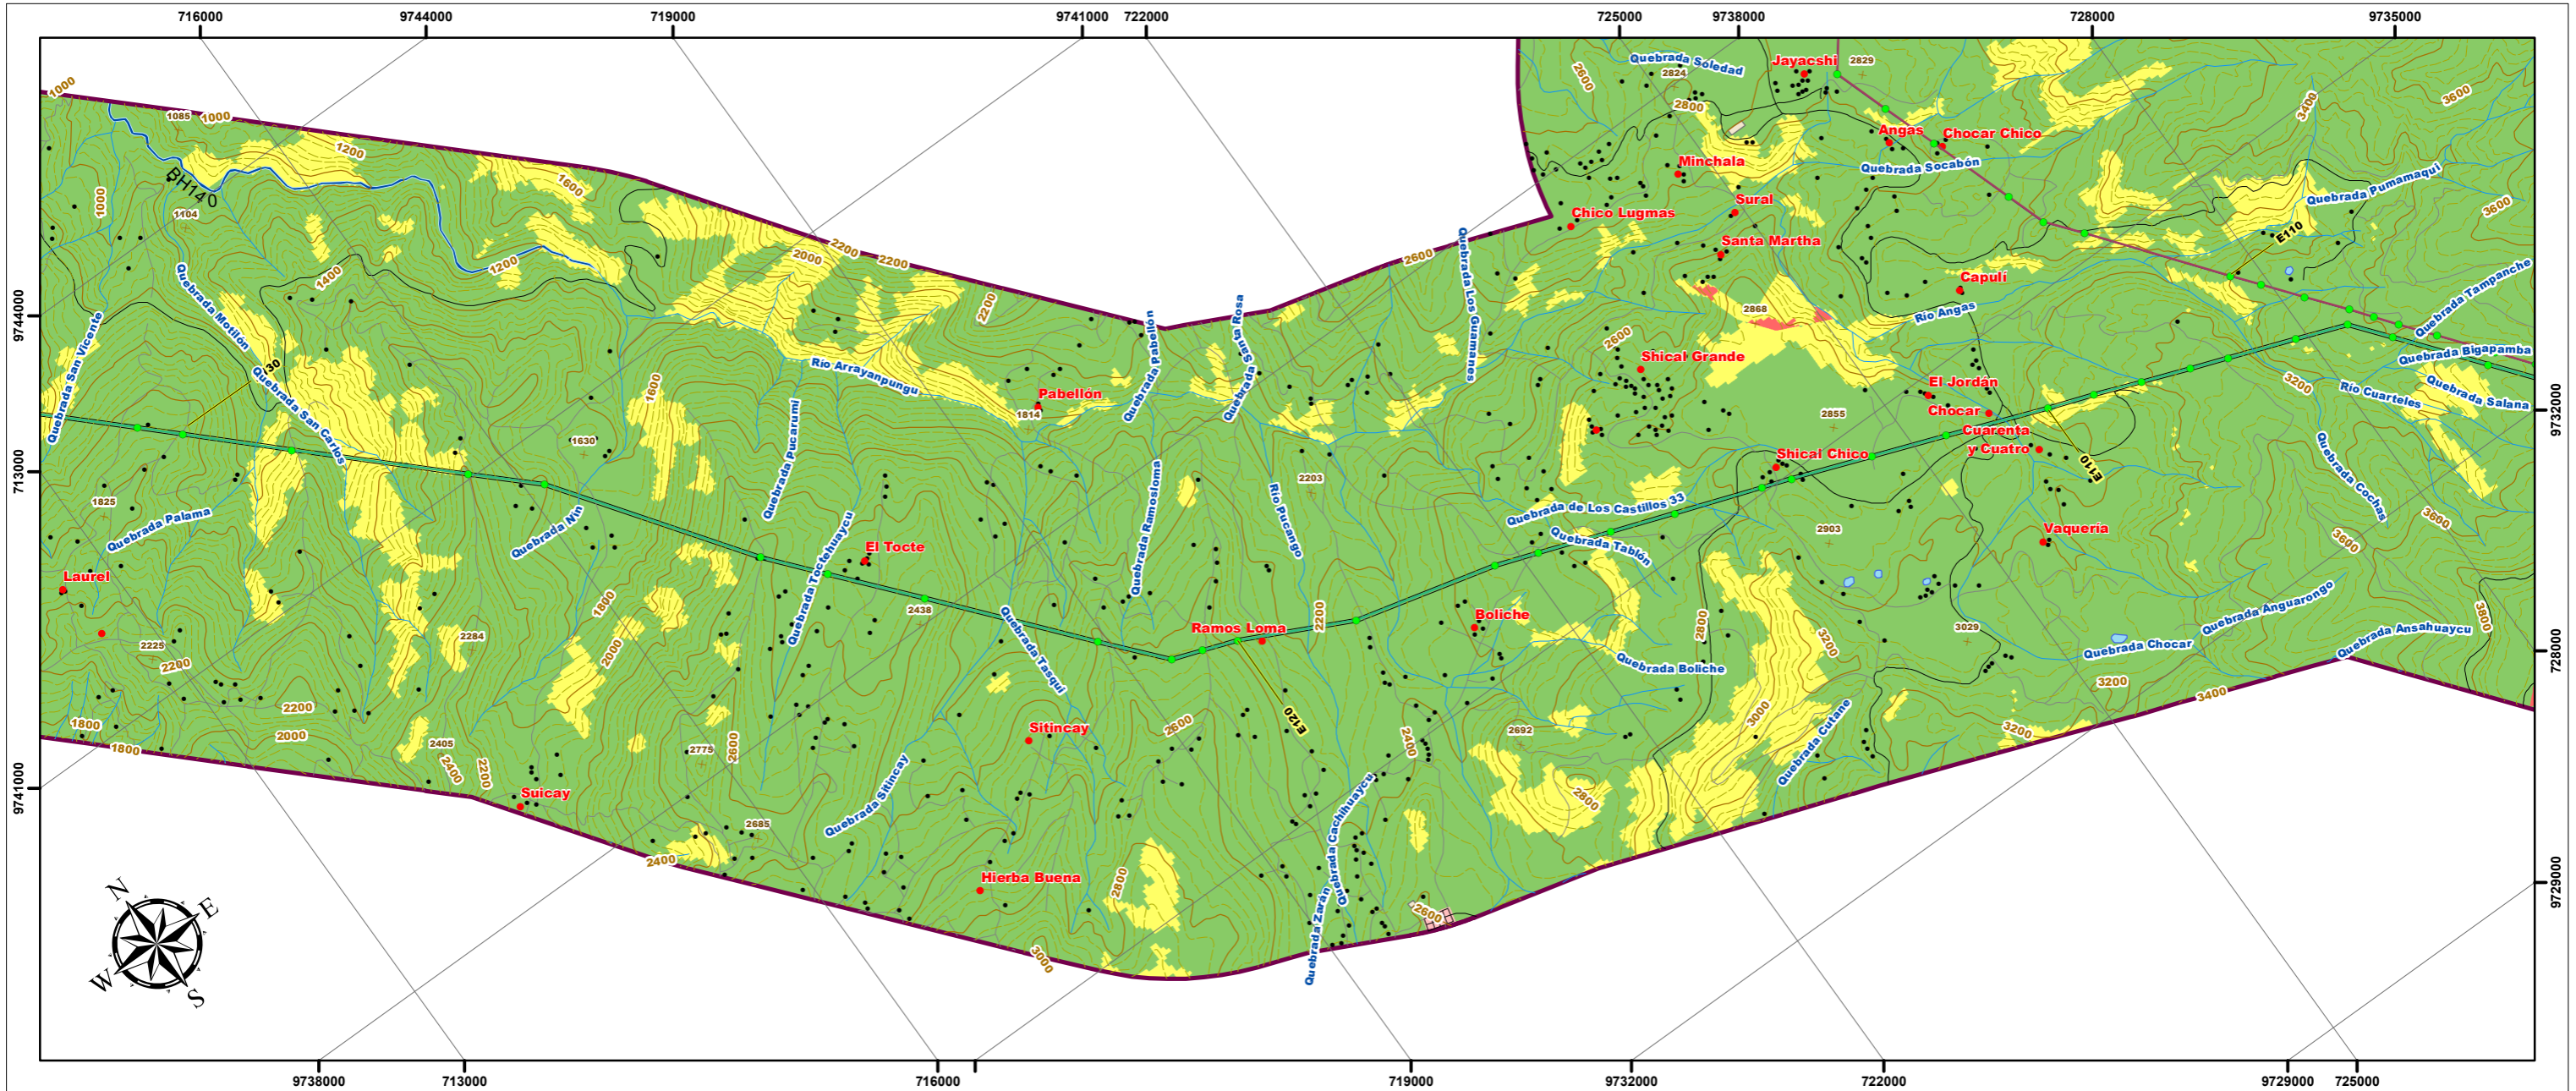 716000 9744000 719000 9741000 722000 725000 9738000 728000 9735000
1000
1085
1000
1200
1600
BH140
1000
1104
1400
1200
2200
2000
2200
2200
2600
Quebrada Soledad
2824
2600
2800
Jayacshi
2829
Angas
Chocar Chico
Quebrada Socabón
Minchala
Sural
Chico Lugmas
Santa Martha
3400
3600
Quebrada Pumamaqui
3600
E110
Capulí
Río Angas
2868
Quebrada Tampanche
9744000
Quebrada San Vicente
Quebrada Motilón
Quebrada San Carlos
30
Río Arrayanpungu
1600
1630
Quebrada Pucarumi
Pabellón
1814
Quebrada Pabellón
Quebrada Santa Rosa
Quebrada Los Gumanes
2600
Shical Grande
El Jordán
Chocar
Cuarenta
y Cuatro
2855
Shical Chico
E110
3200
Quebrada Bigapamba
Río Cuarteles
Quebrada Salana
9732000
713000
1825
Quebrada Palama
Quebrada Nin
Quebrada Toctehuaycu
El Tocte
2438
Quebrada Ramosloma
2203
Río Pucango
Quebrada de Los Castillos 33
Quebrada Tablón
2903
Vaquería
Quebrada Cochas
3600
3600
Laurel
2225
2200
2284
1800
2000
Quebrada Tasqui
Ramos Loma
2200
Boliche
Quebrada Boliche
2800
3200
3029
Quebrada Chocar
Quebrada Anguarongo
Quebrada Ansahuaycu
3800
728000
1800
1800
2200
2000
2405
2400
2200
2775
2600
Sitincay
2600
E120
2400
2692
3000
Quebrada Cutane
3200
3200
3400
9741000
Suicay
2685
2400
Quebrada Sitincay
Hierba Buena
2800
3000
Quebrada Cachihuaycu
Quebrada Zarán
2600
2800
9729000
N
E
W
S
9738000 713000 716000 719000 9732000 722000 9729000 725000
2200